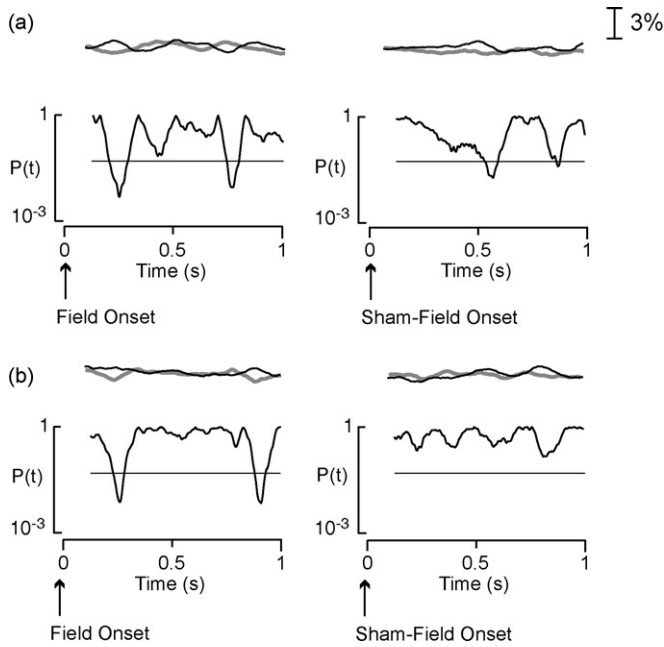 (a)
3%
1
P(t)
10-3
0
0.5
1
Time (s)
Field Onset
1
P(t)
10-3
0
0.5
1
Time (s)
Sham-Field Onset
(b)
1
P(t)
10-3
0
0.5
1
Time (s)
Field Onset
1
P(t)
10-3
0
0.5
1
Time (s)
Sham-Field Onset